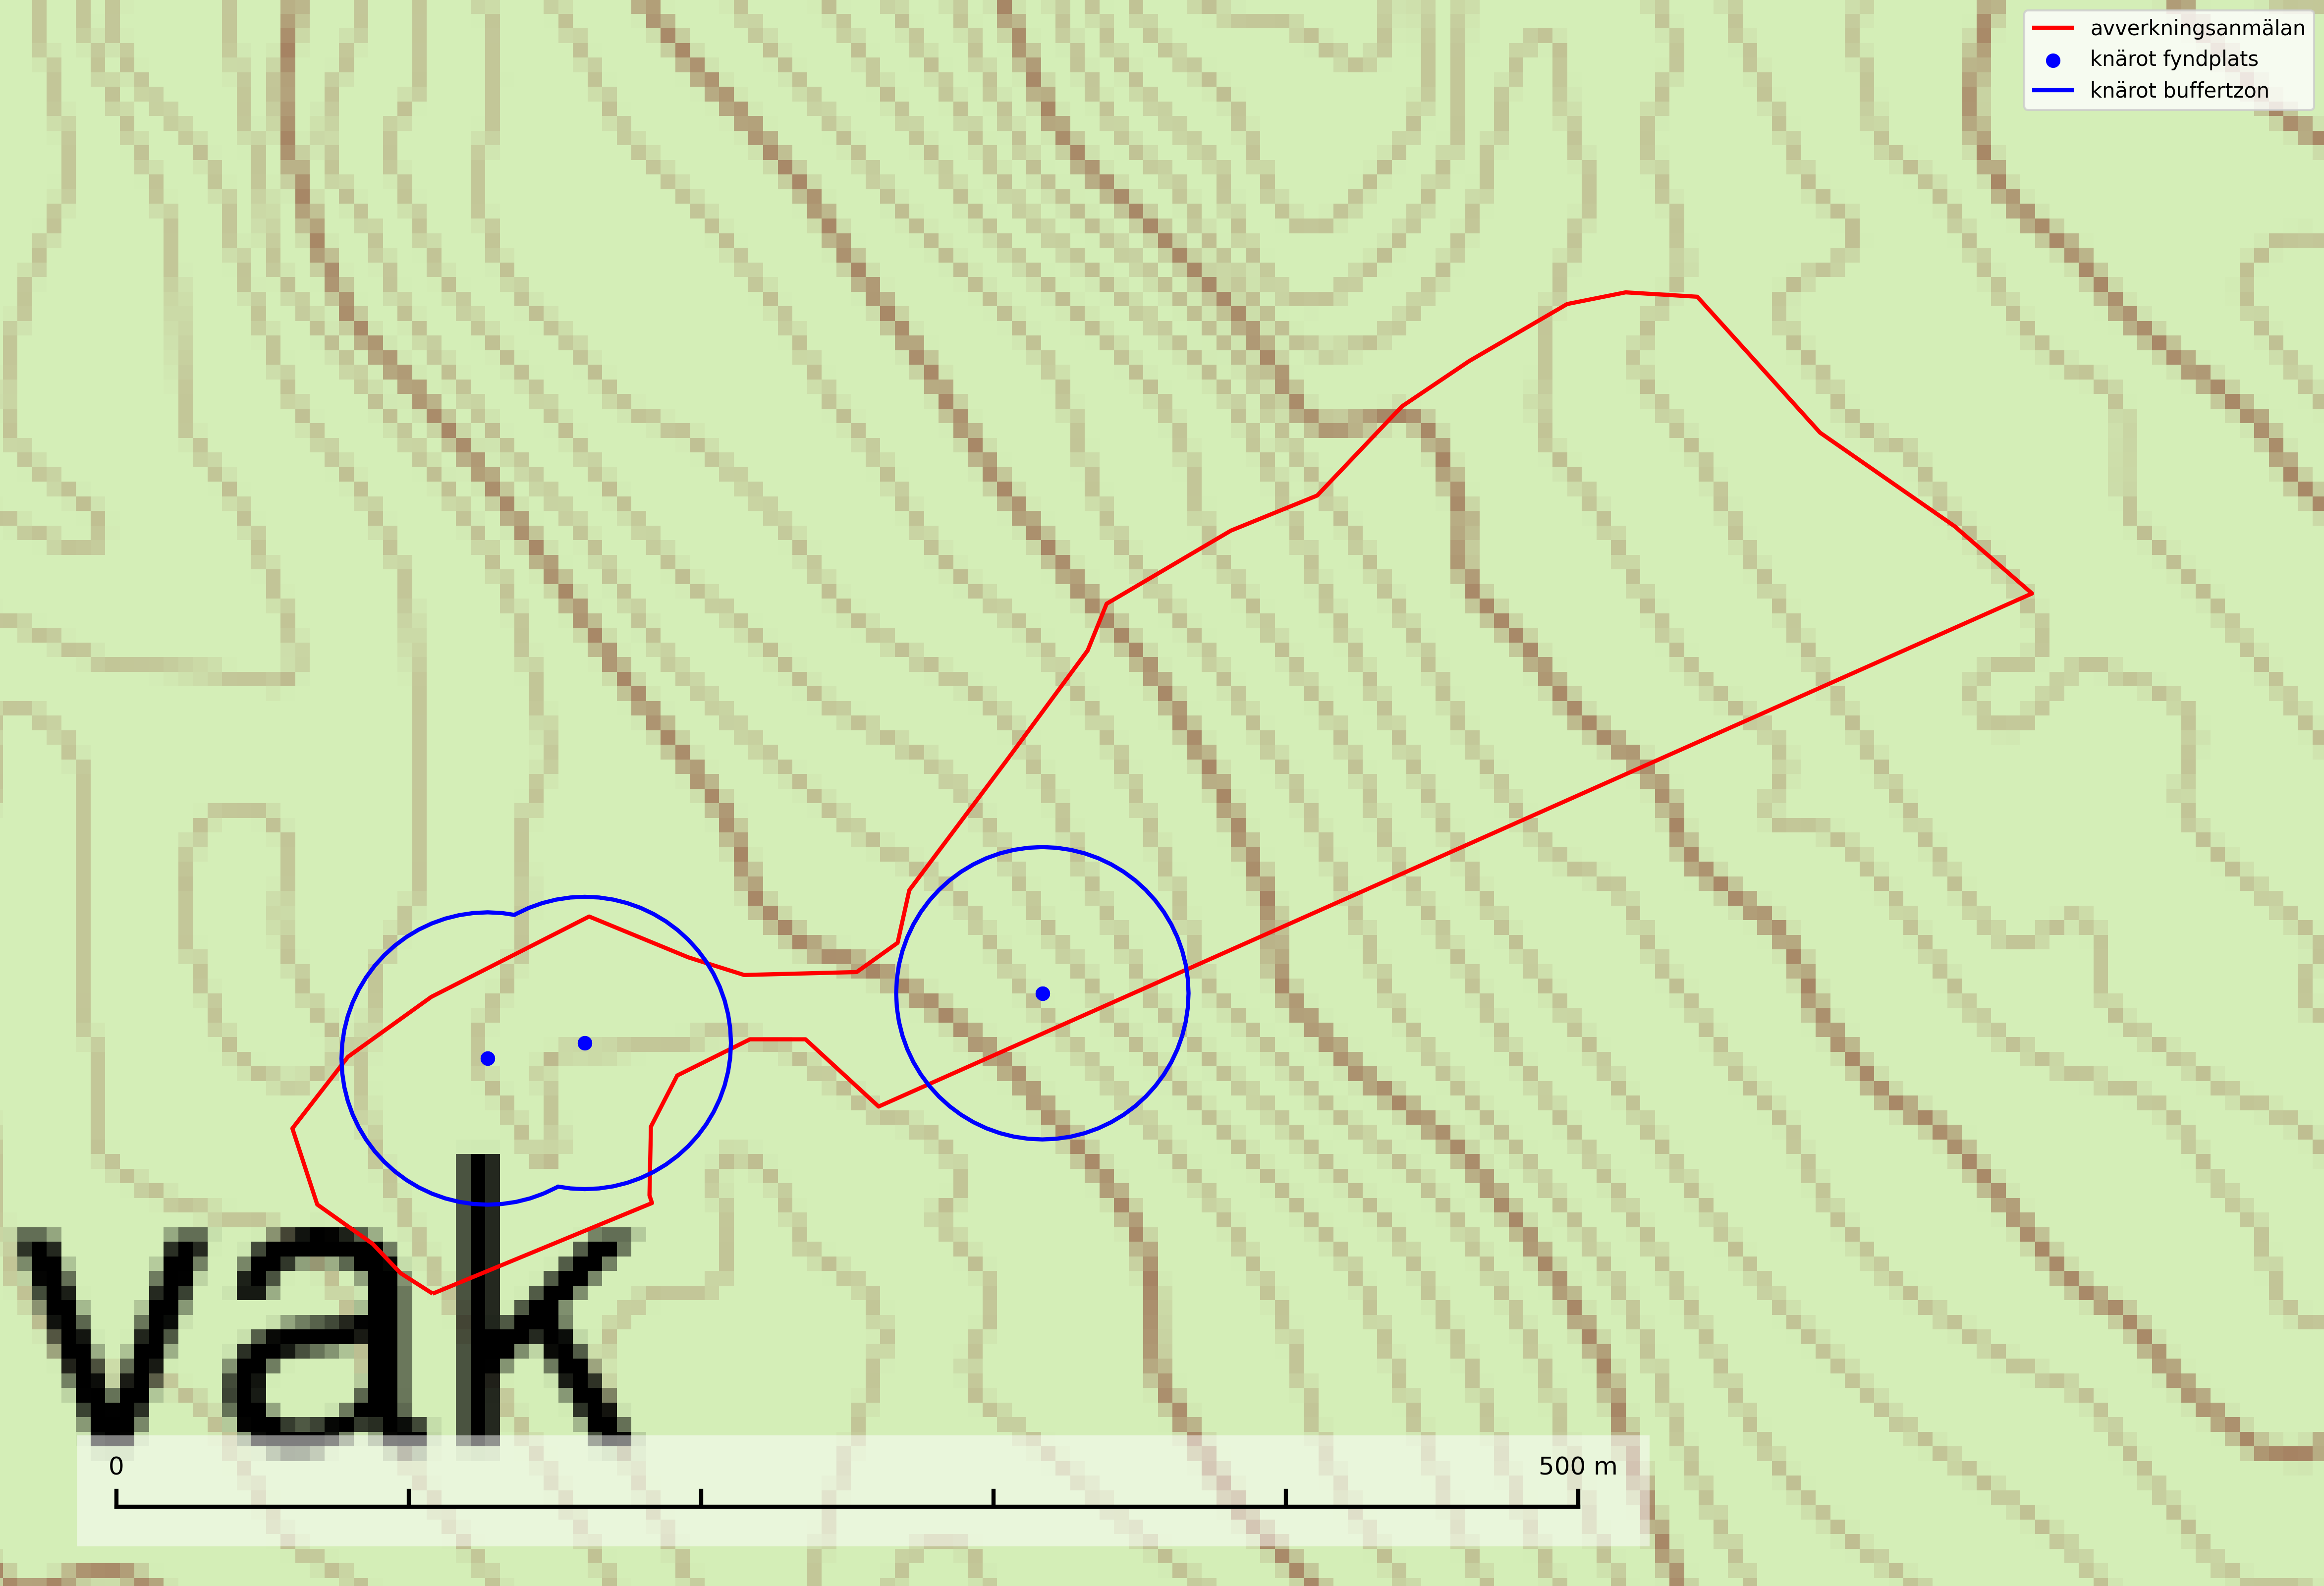 avverkningsanmälan
knärot fyndplats
knärot buffertzon
vak
0 500 m